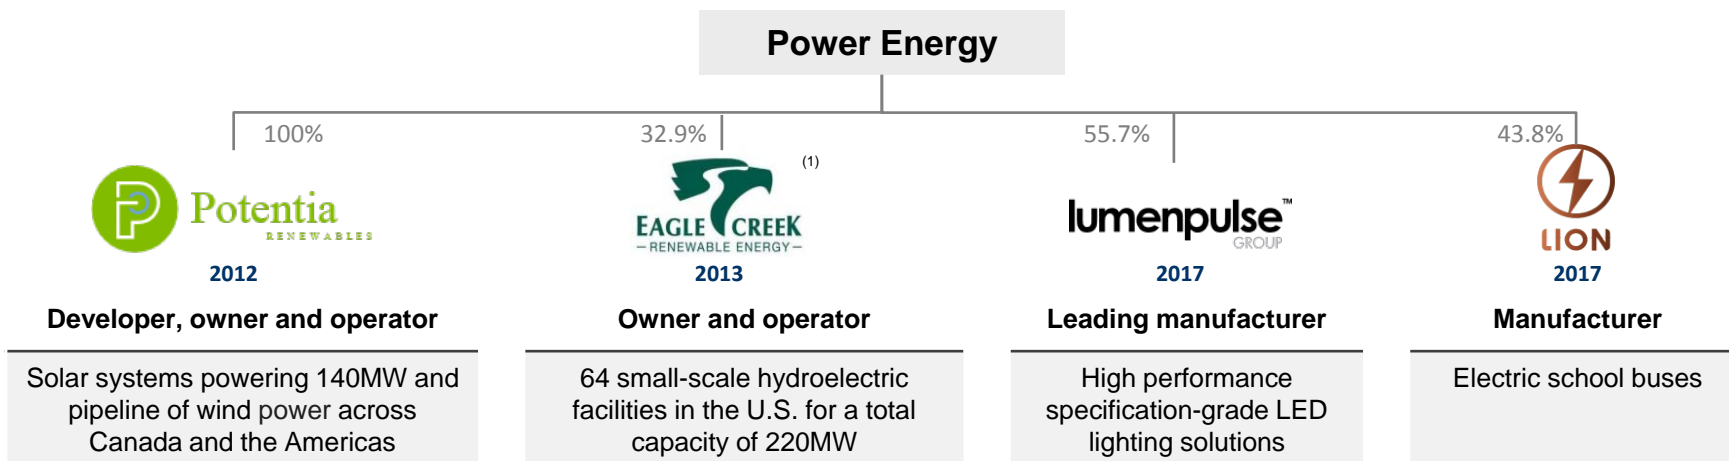 Power Energy
100%
32.9%
55.7%
43.8%
Potentia
RENEWABLES
2012
Developer, owner and operator
Solar systems powering 140MW and
pipeline of wind power across
Canada and the Americas
(1)
EAGLE CREEK
RENEWABLE ENERGY
2013
Owner and operator
64 small-scale hydroelectric
facilities in the U.S. for a total
capacity of 220MW
lumenpulse™
GROUP
2017
Leading manufacturer
High performance
specification-grade LED
lighting solutions
LION
2017
Manufacturer
Electric school buses